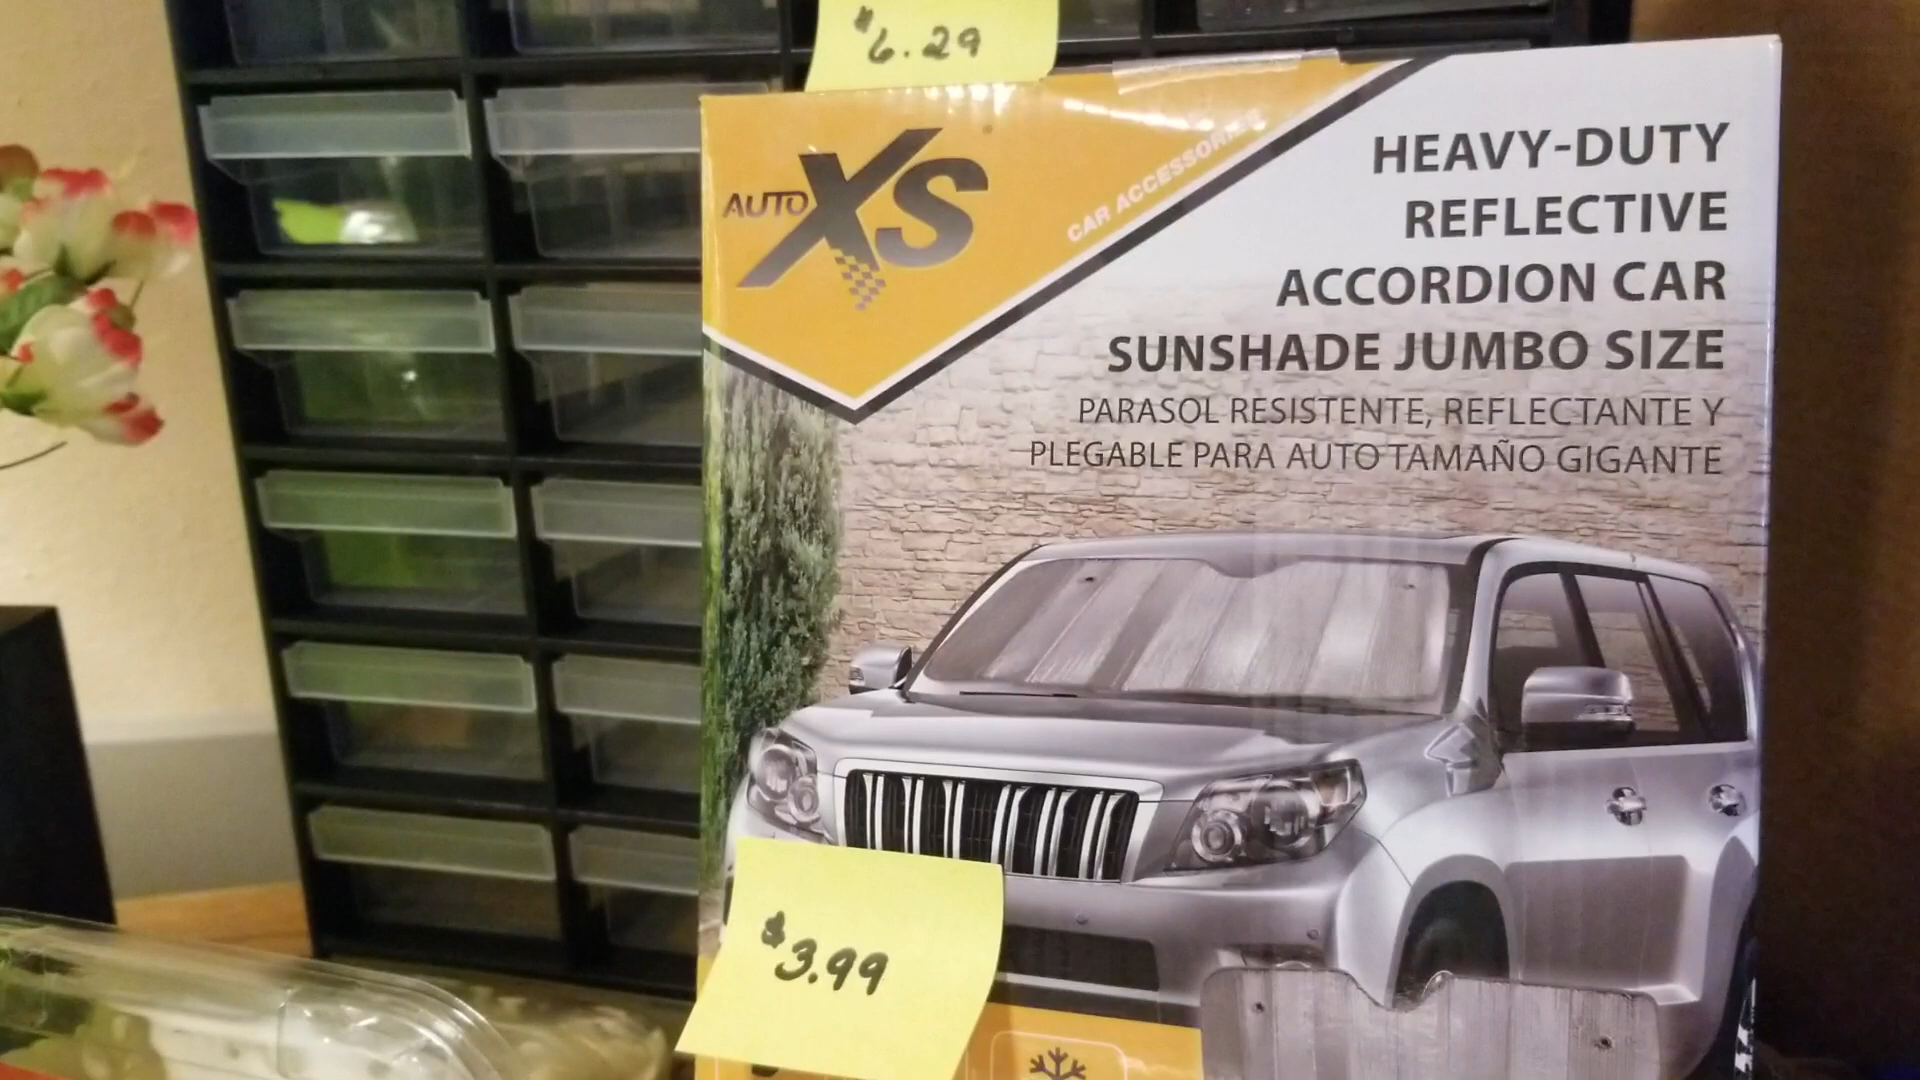 $6.29
AUTO XS
CAR ACCESSORIES
HEAVY-DUTY
REFLECTIVE
ACCORDION CAR
SUNSHADE JUMBO SIZE
PARASOL RESISTENTE, REFLECTANTE Y
PLEGABLE PARA AUTO TAMAÑO GIGANTE
$3.99